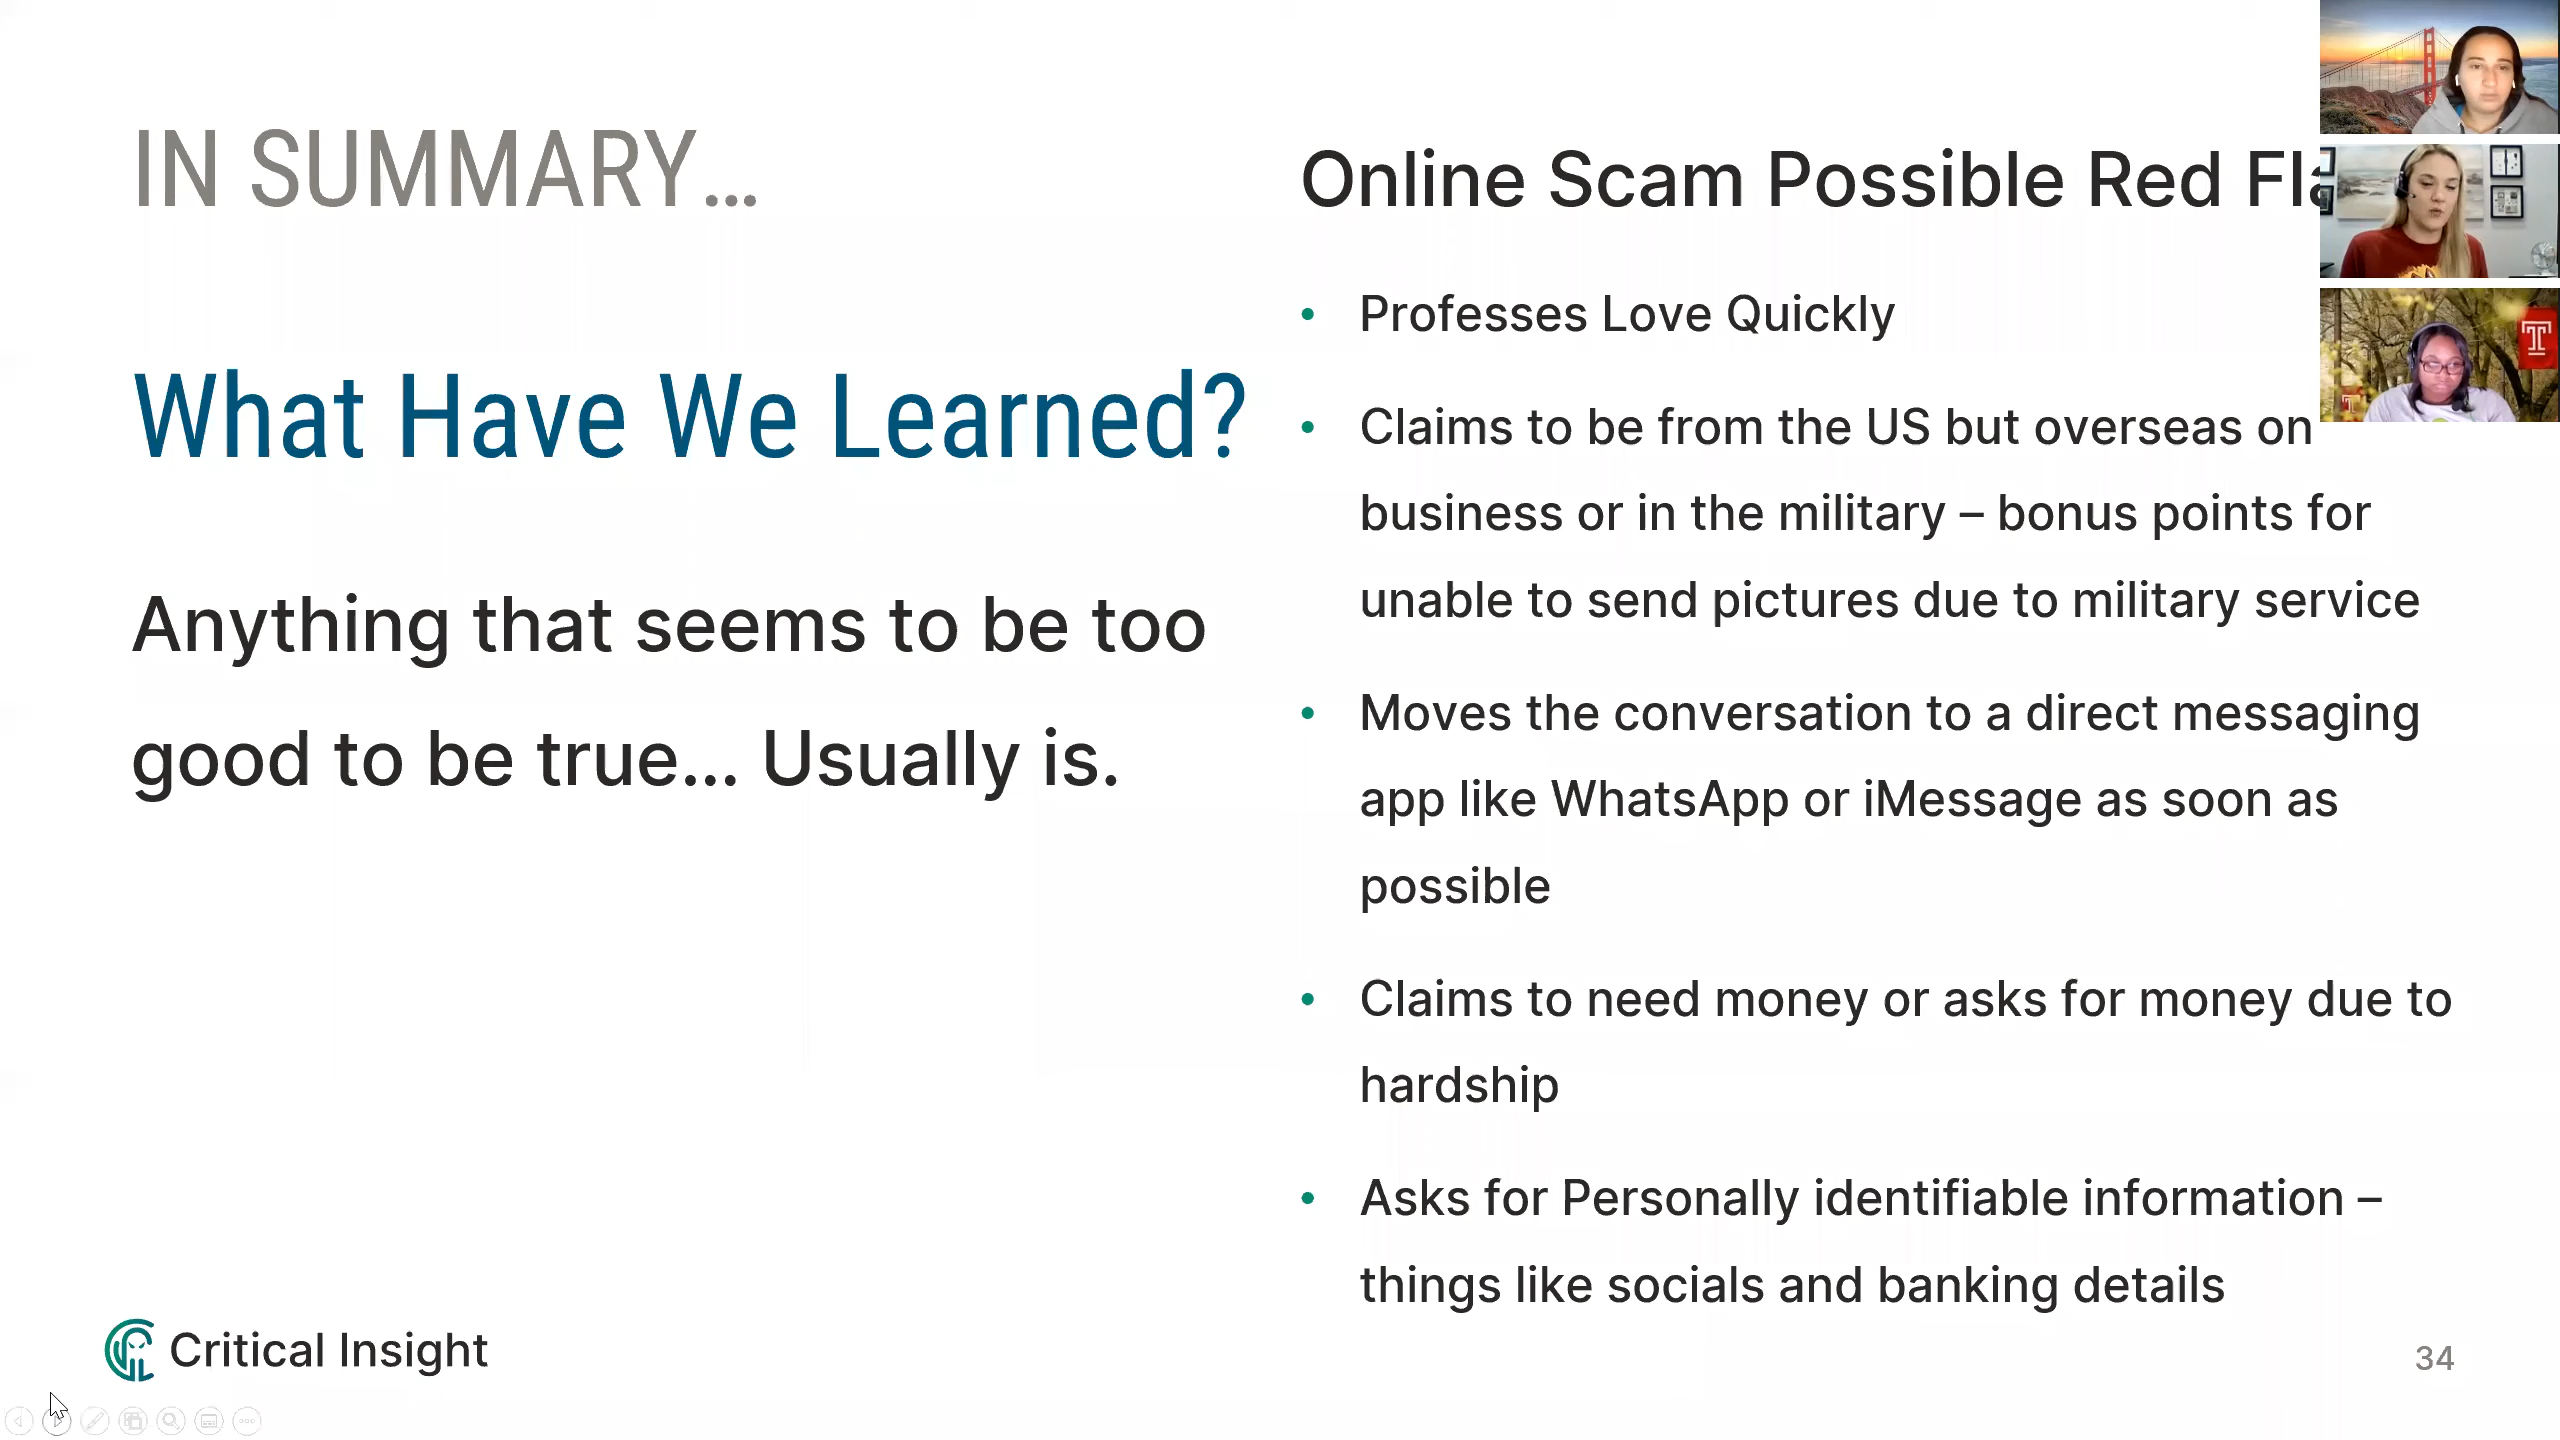 IN SUMMARY...
What Have We Learned?
Anything that seems to be too
good to be true... Usually is.
Online Scam Possible Red
• Professes Love Quickly
• Claims to be from the US but overseas on
business or in the military – bonus points for
unable to send pictures due to military service
• Moves the conversation to a direct messaging
app like WhatsApp or iMessage as soon as
possible
• Claims to need money or asks for money due to
hardship
• Asks for Personally identifiable information –
things like socials and banking details
Critical Insight
34
T